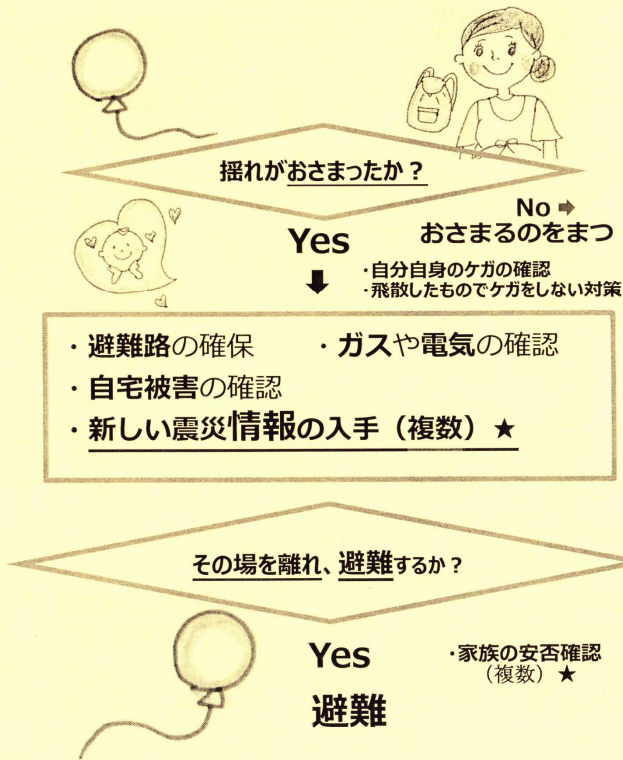 揺れがおさまったか？
No ➡
おさまるのをまつ
Yes
⬇
・自分自身のケガの確認
・飛散したものでケガをしない対策
・避難路の確保　・ガスや電気の確認
・自宅被害の確認
・新しい震災情報の入手（複数）★
その場を離れ、避難するか？
Yes
避難
・家族の安否確認
（複数）★